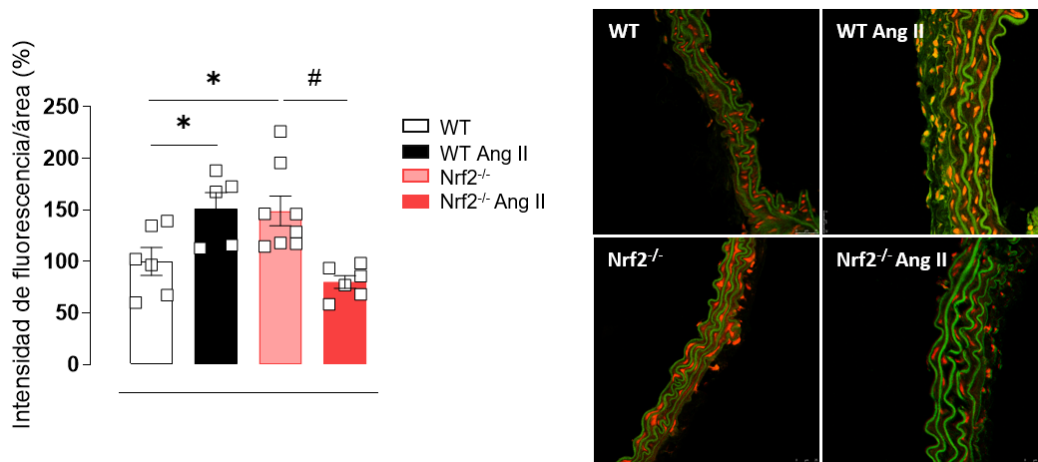 Intensidad de fluorescencia/área (%)
250
200
150
100
50
0
*
*
#
WT
WT Ang II
Nrf2-/-
Nrf2-/- Ang II
WT
WT Ang II
Nrf2-/-
Nrf2-/- Ang II